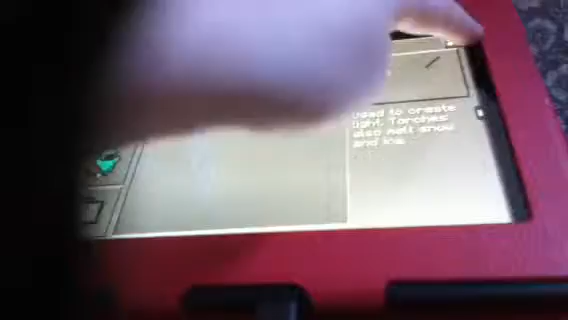 used to create
light. Torches
also melt snow
and ice.